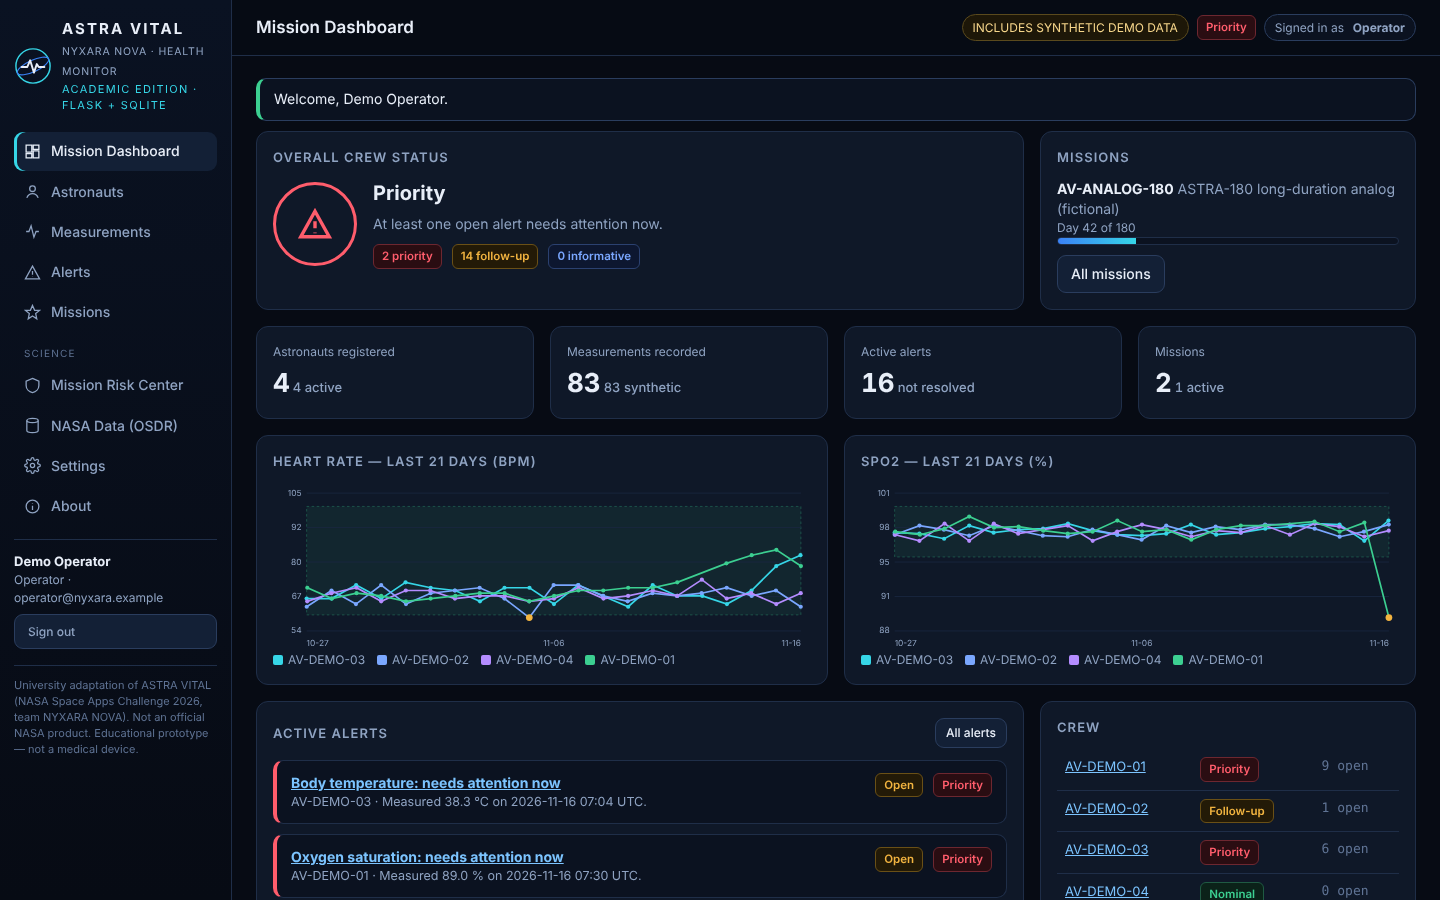 ASTRA VITAL
NYXARA NOVA · HEALTH
MONITOR
ACADEMIC EDITION ·
FLASK + SQLITE
Mission Dashboard
Astronauts
Measurements
Alerts
Missions
SCIENCE
Mission Risk Center
NASA Data (OSDR)
Settings
About
Demo Operator
Operator ·
operator@nyxara.example
Sign out
University adaptation of ASTRA VITAL
(NASA Space Apps Challenge 2026,
team NYXARA NOVA). Not an official
NASA product. Educational prototype
— not a medical device.
Mission Dashboard
INCLUDES SYNTHETIC DEMO DATA
Priority
Signed in as Operator
Welcome, Demo Operator.
OVERALL CREW STATUS
Priority
At least one open alert needs attention now.
2 priority
14 follow-up
0 informative
MISSIONS
AV-ANALOG-180 ASTRA-180 long-duration analog
(fictional)
Day 42 of 180
All missions
Astronauts registered
4 4 active
Measurements recorded
83 83 synthetic
Active alerts
16 not resolved
Missions
2 1 active
HEART RATE — LAST 21 DAYS (BPM)
105
92
80
67
54
10-27
11-06
11-16
AV-DEMO-03
AV-DEMO-02
AV-DEMO-04
AV-DEMO-01
SPO2 — LAST 21 DAYS (%)
101
98
95
91
88
10-27
11-06
11-16
AV-DEMO-03
AV-DEMO-02
AV-DEMO-04
AV-DEMO-01
ACTIVE ALERTS
All alerts
Body temperature: needs attention now
AV-DEMO-03 · Measured 38.3 °C on 2026-11-16 07:04 UTC.
Open
Priority
Oxygen saturation: needs attention now
AV-DEMO-01 · Measured 89.0 % on 2026-11-16 07:30 UTC.
Open
Priority
CREW
AV-DEMO-01 Priority 9 open
AV-DEMO-02 Follow-up 1 open
AV-DEMO-03 Priority 6 open
AV-DEMO-04 Nominal 0 open